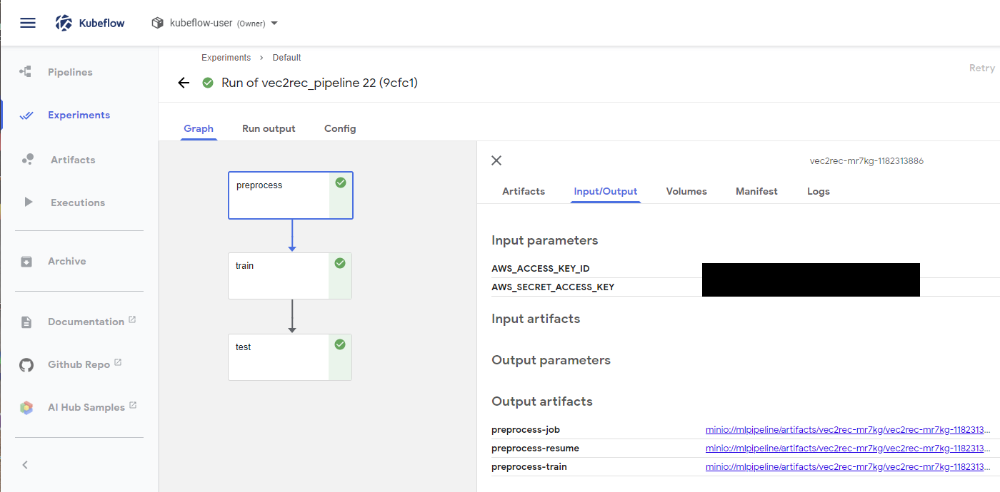 Kubeflow
kubeflow-user (Owner)
Pipelines
Experiments
Artifacts
Executions
Archive
Documentation
Github Repo
AI Hub Samples
Experiments > Default
Retry
Run of vec2rec_pipeline 22 (9cfc1)
Graph Run output Config
preprocess
train
test
vec2rec-mr7kg-1182313886
Artifacts Input/Output Volumes Manifest Logs
Input parameters
AWS_ACCESS_KEY_ID
AWS_SECRET_ACCESS_KEY
Input artifacts
Output parameters
Output artifacts
preprocess-job minio://mlpipeline/artifacts/vec2rec-mr7kg/vec2rec-mr7kg-1182313...
preprocess-resume minio://mlpipeline/artifacts/vec2rec-mr7kg/vec2rec-mr7kg-1182313...
preprocess-train minio://mlpipeline/artifacts/vec2rec-mr7kg/vec2rec-mr7kg-1182313...